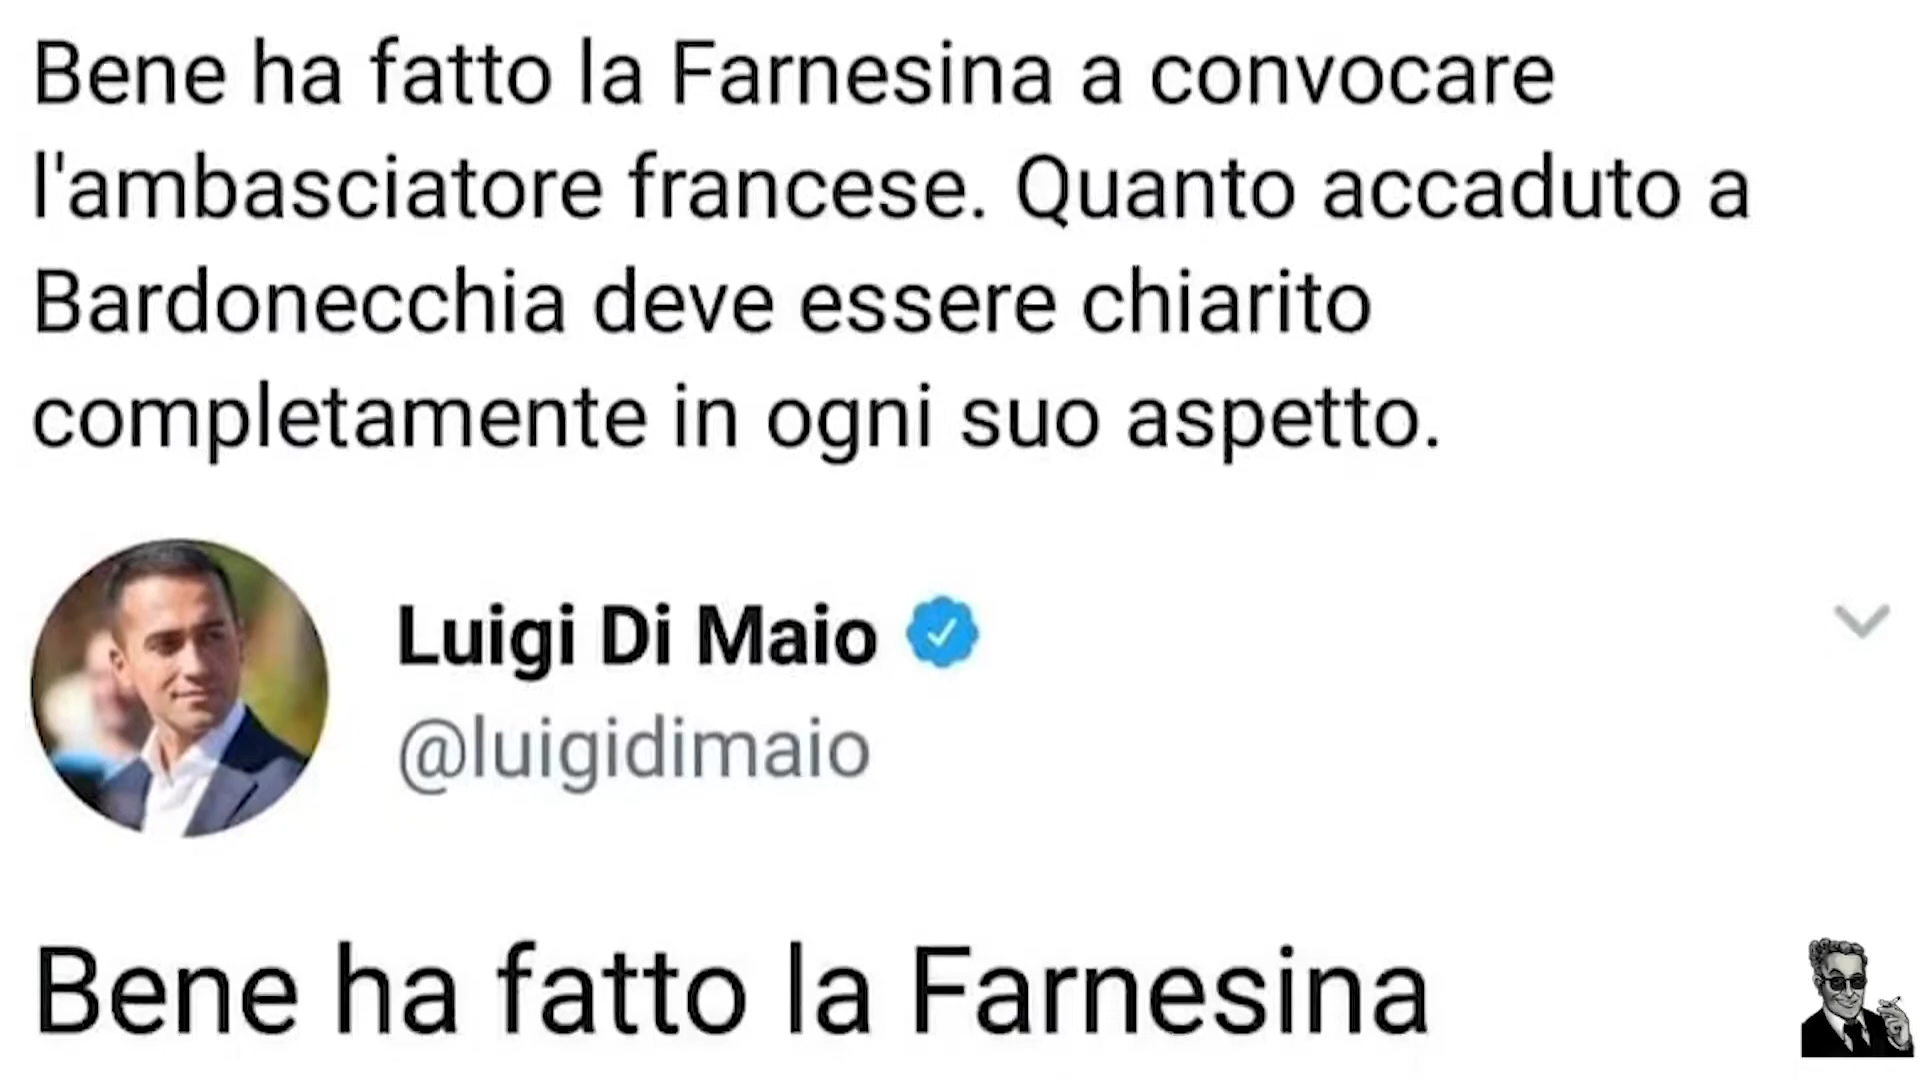 Bene ha fatto la Farnesina a convocare
l'ambasciatore francese. Quanto accaduto a
Bardonecchia deve essere chiarito
completamente in ogni suo aspetto.
Luigi Di Maio
@luigidimaio
Bene ha fatto la Farnesina